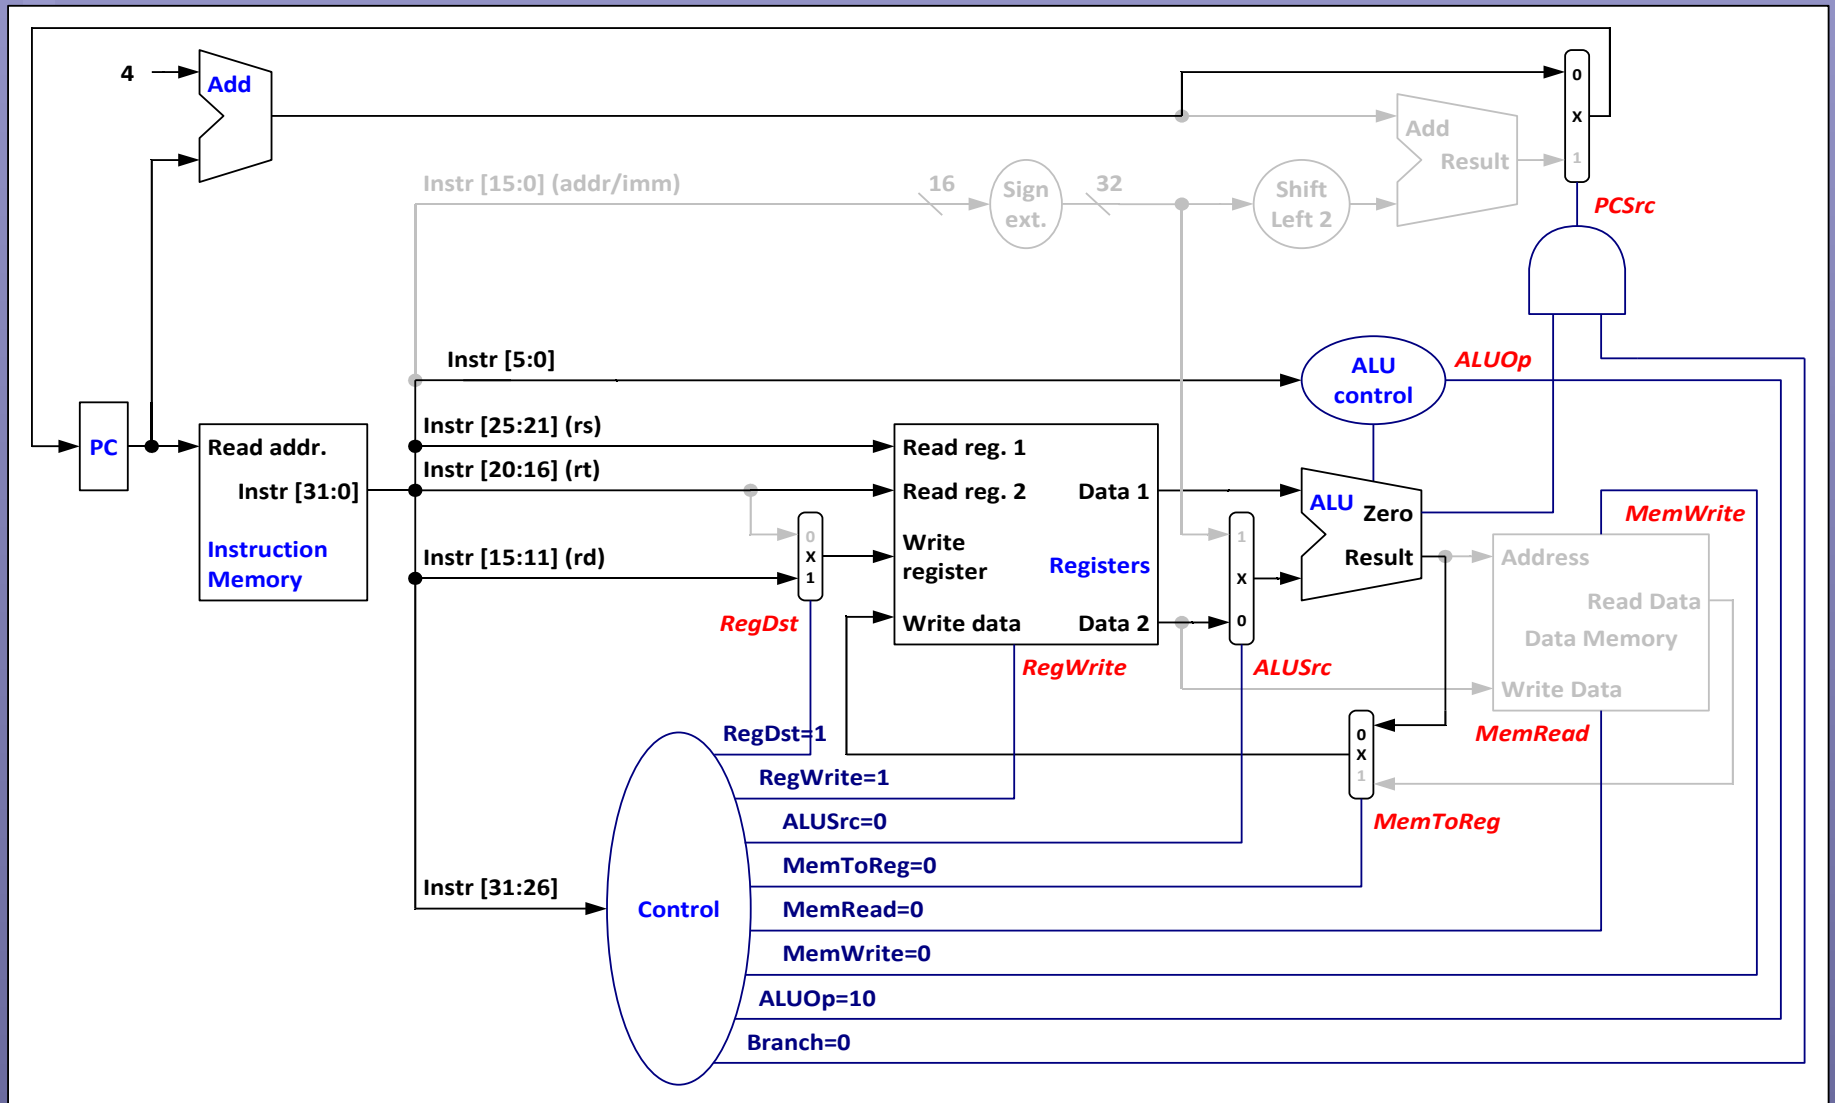 4
Add
0
X
1
Add
Result
Instr [15:0] (addr/imm)
16
Sign
ext.
32
Shift
Left 2
PCSrc
Instr [5:0]
ALU
control
ALUOp
PC
Read addr.
Instr [31:0]
Instruction
Memory
Instr [25:21] (rs)
Instr [20:16] (rt)
Instr [15:11] (rd)
0
X
1
RegDst
Read reg. 1
Read reg. 2
Data 1
Write
register
Registers
Write data
Data 2
RegWrite
1
X
0
ALUSrc
ALU
Zero
Result
MemWrite
Address
Read Data
Data Memory
Write Data
MemRead
0
X
1
MemToReg
RegDst=1
RegWrite=1
ALUSrc=0
MemToReg=0
Instr [31:26]
Control
MemRead=0
MemWrite=0
ALUOp=10
Branch=0